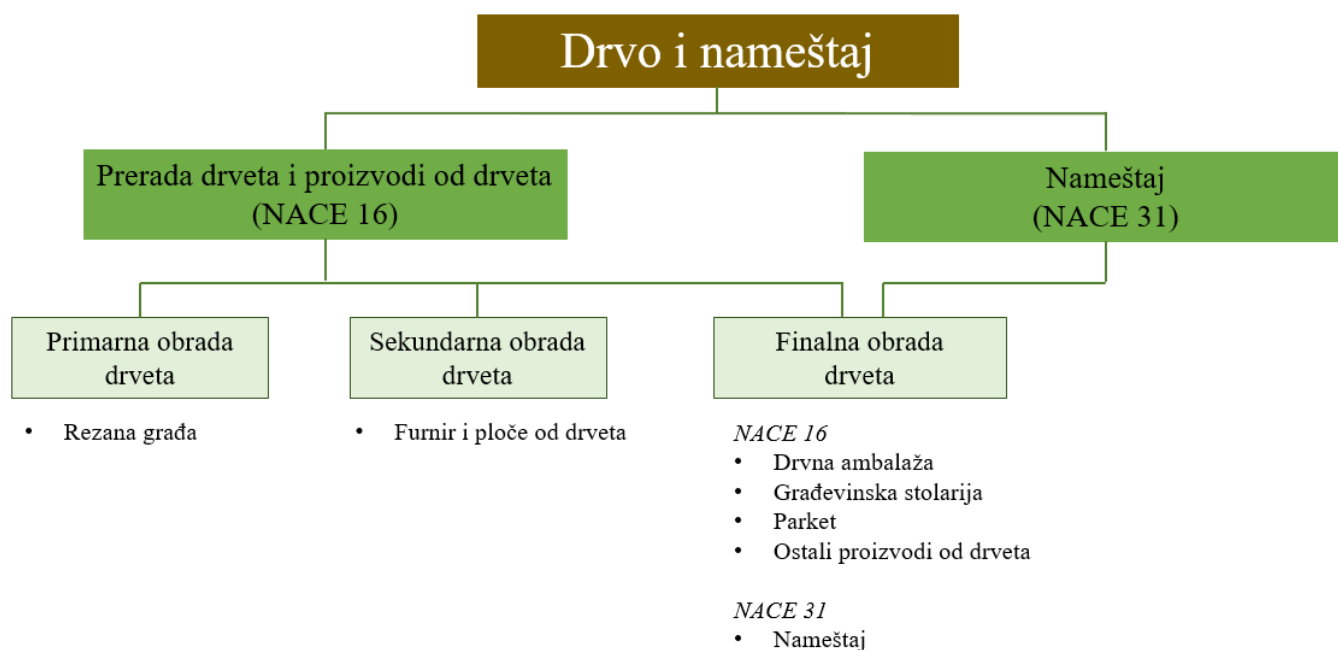 Drvo i nameštaj
Prerada drveta i proizvodi od drveta
(NACE 16)
Nameštaj
(NACE 31)
Primarna obrada
drveta
Sekundarna obrada
drveta
Finalna obrada
drveta
• Rezana građa
• Furnir i ploče od drveta
NACE 16
• Drvna ambalaža
• Građevinska stolarija
• Parket
• Ostali proizvodi od drveta
NACE 31
• Nameštaj